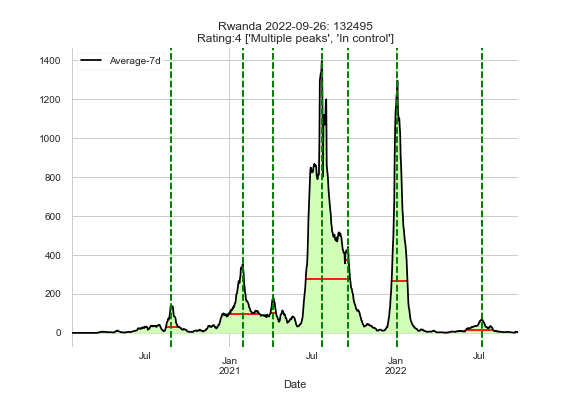 Rwanda 2022-09-26: 132495
Rating:4 ['Multiple peaks', 'In control']
Average-7d
1400
1200
1000
800
600
400
200
0
Jul
Jan
2021
Jul
Jan
2022
Jul
Date